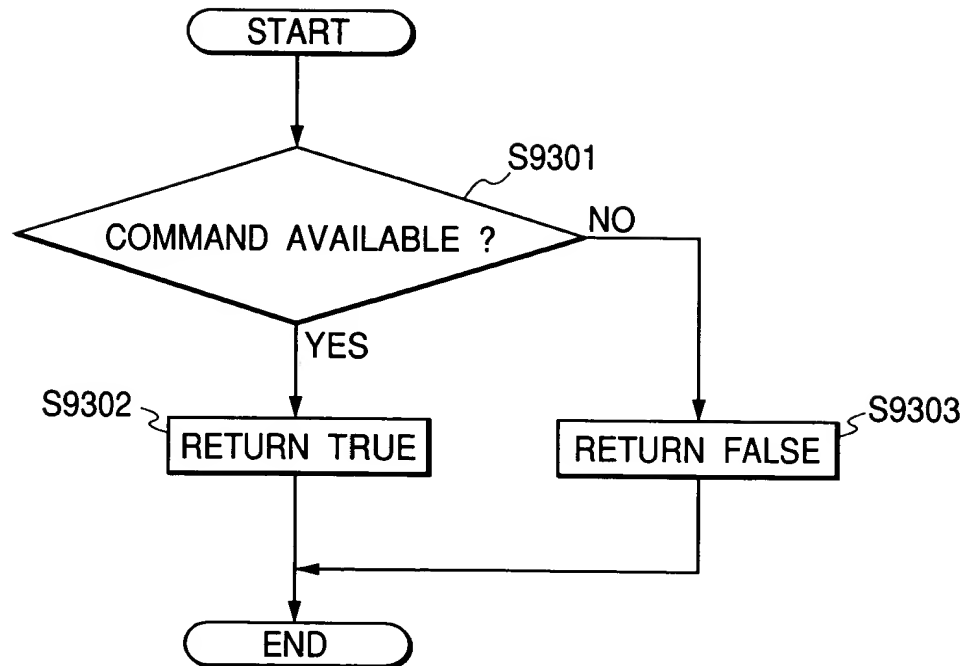 START
S9301
COMMAND AVAILABLE ?
NO
YES
S9302
RETURN TRUE
S9303
RETURN FALSE
END